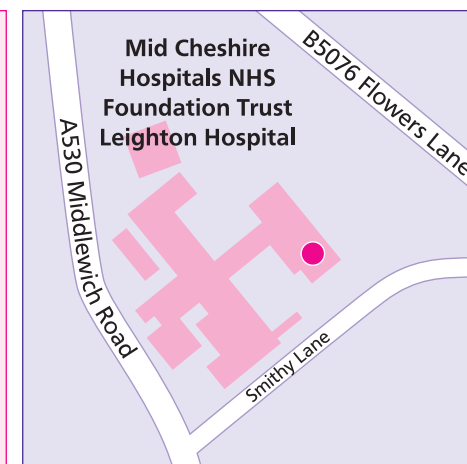 Mid Cheshire
Hospitals NHS
Foundation Trust
Leighton Hospital
B5076 Flowers Lane
A530 Middlewich Road
Smithy Lane